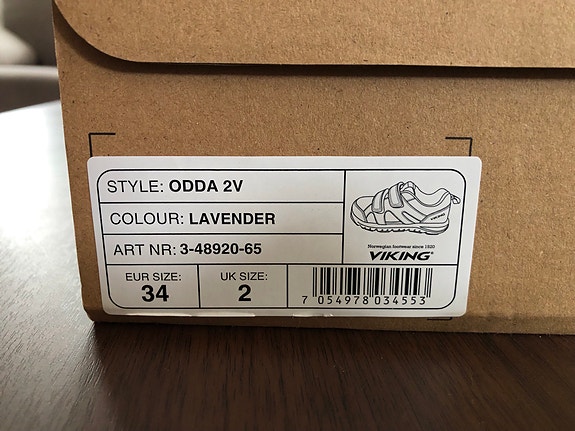 STYLE: ODDA 2V
COLOUR: LAVENDER
ART NR: 3-48920-65
EUR SIZE:
34
UK SIZE:
2
Norwegian footwear since 1920
VIKING®
7 054978 034553